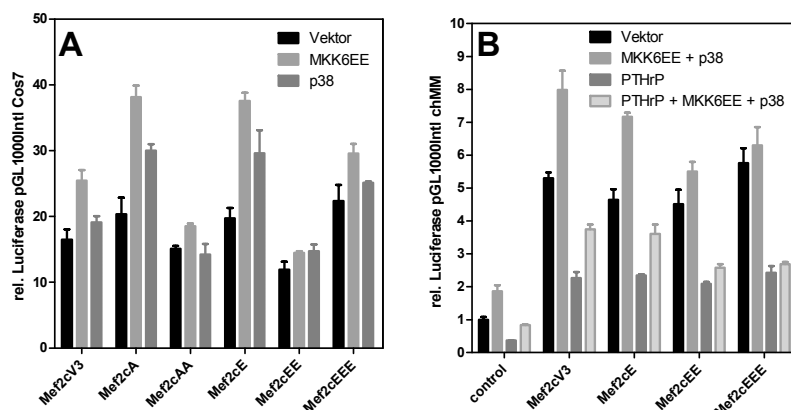 A
Vektor
MKK6EE
p38
rel. Luciferase pGL1000IntI Cos7
50
40
30
20
10
0
Mef2cV3
Mef2cA
Mef2cAA
Mef2cE
Mef2cEE
Mef2cEEE
B
Vektor
MKK6EE + p38
PTHrP
PTHrP + MKK6EE + p38
rel. Luciferase pGL1000IntI chMM
10
9
8
7
6
5
4
3
2
1
0
control
Mef2cV3
Mef2cE
Mef2cEE
Mef2cEEE